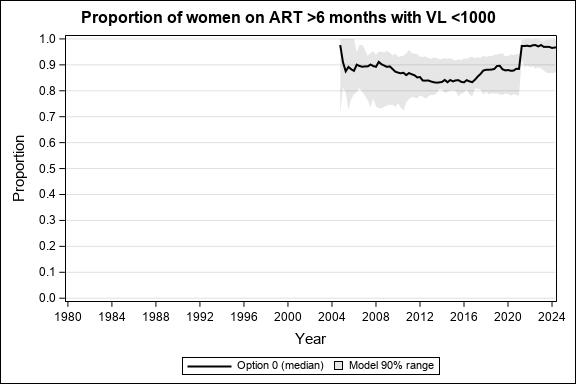 Proportion of women on ART >6 months with VL <1000
1.0
0.9
0.8
0.7
0.6
0.5
0.4
0.3
0.2
0.1
0.0
Proportion
1980 1984 1988 1992 1996 2000 2004 2008 2012 2016 2020 2024
Year
Option 0 (median) Model 90% range